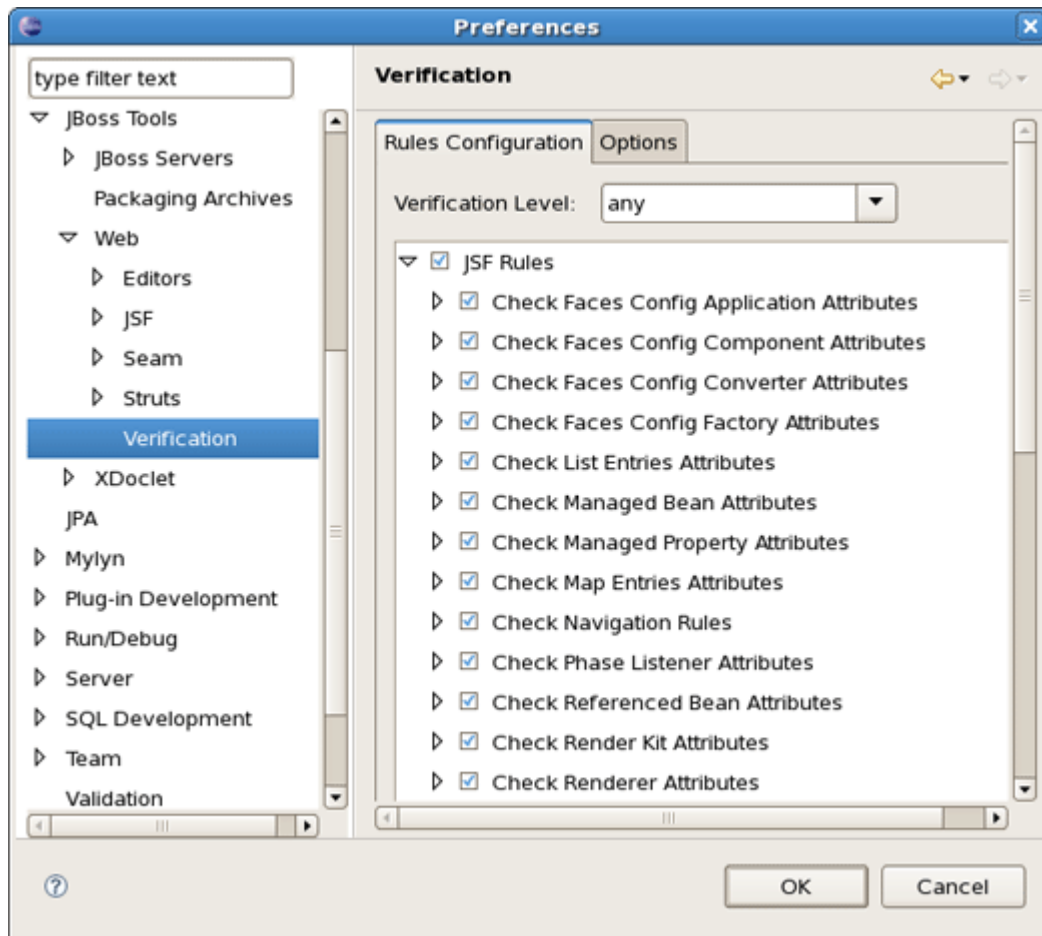 Preferences
type filter text
JBoss Tools
JBoss Servers
Packaging Archives
Web
Editors
JSF
Seam
Struts
Verification
XDoclet
JPA
Mylyn
Plug-in Development
Run/Debug
Server
SQL Development
Team
Validation
Verification
Rules Configuration
Options
Verification Level:
any
JSF Rules
Check Faces Config Application Attributes
Check Faces Config Component Attributes
Check Faces Config Converter Attributes
Check Faces Config Factory Attributes
Check List Entries Attributes
Check Managed Bean Attributes
Check Managed Property Attributes
Check Map Entries Attributes
Check Navigation Rules
Check Phase Listener Attributes
Check Referenced Bean Attributes
Check Render Kit Attributes
Check Renderer Attributes
?
OK
Cancel